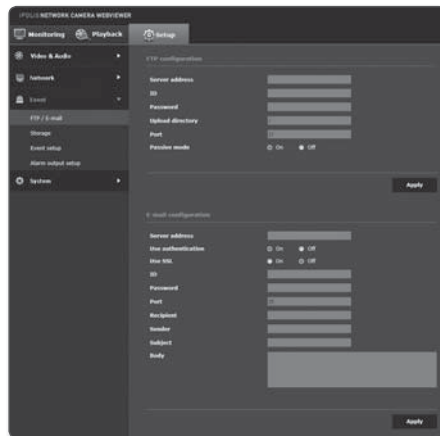 iPOLiS NETWORK CAMERA WEBVIEWER
Monitoring Playback Setup
Video & Audio
Network
Event
FTP / E-mail
Storage
Event setup
Alarm output setup
System
FTP configuration
Server address
ID
Password
Upload directory
Port
Passive mode On Off
Apply
E-mail configuration
Server address
Use authentication On Off
Use SSL On Off
ID
Password
Port
Recipient
Sender
Subject
Body
Apply